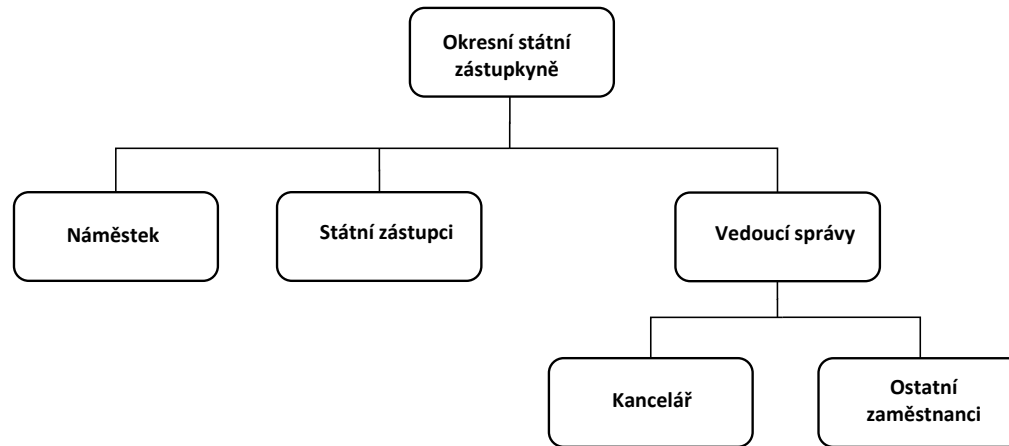 Okresní státní
zástupkyně
Náměstek
Státní zástupci
Vedoucí správy
Kancelář
Ostatní
zaměstnanci